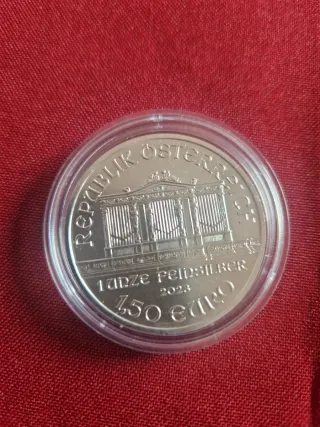 REPUBLIK ÖSTERREICH
1 UNZE FEINSILBER
2023
1,50 EURO